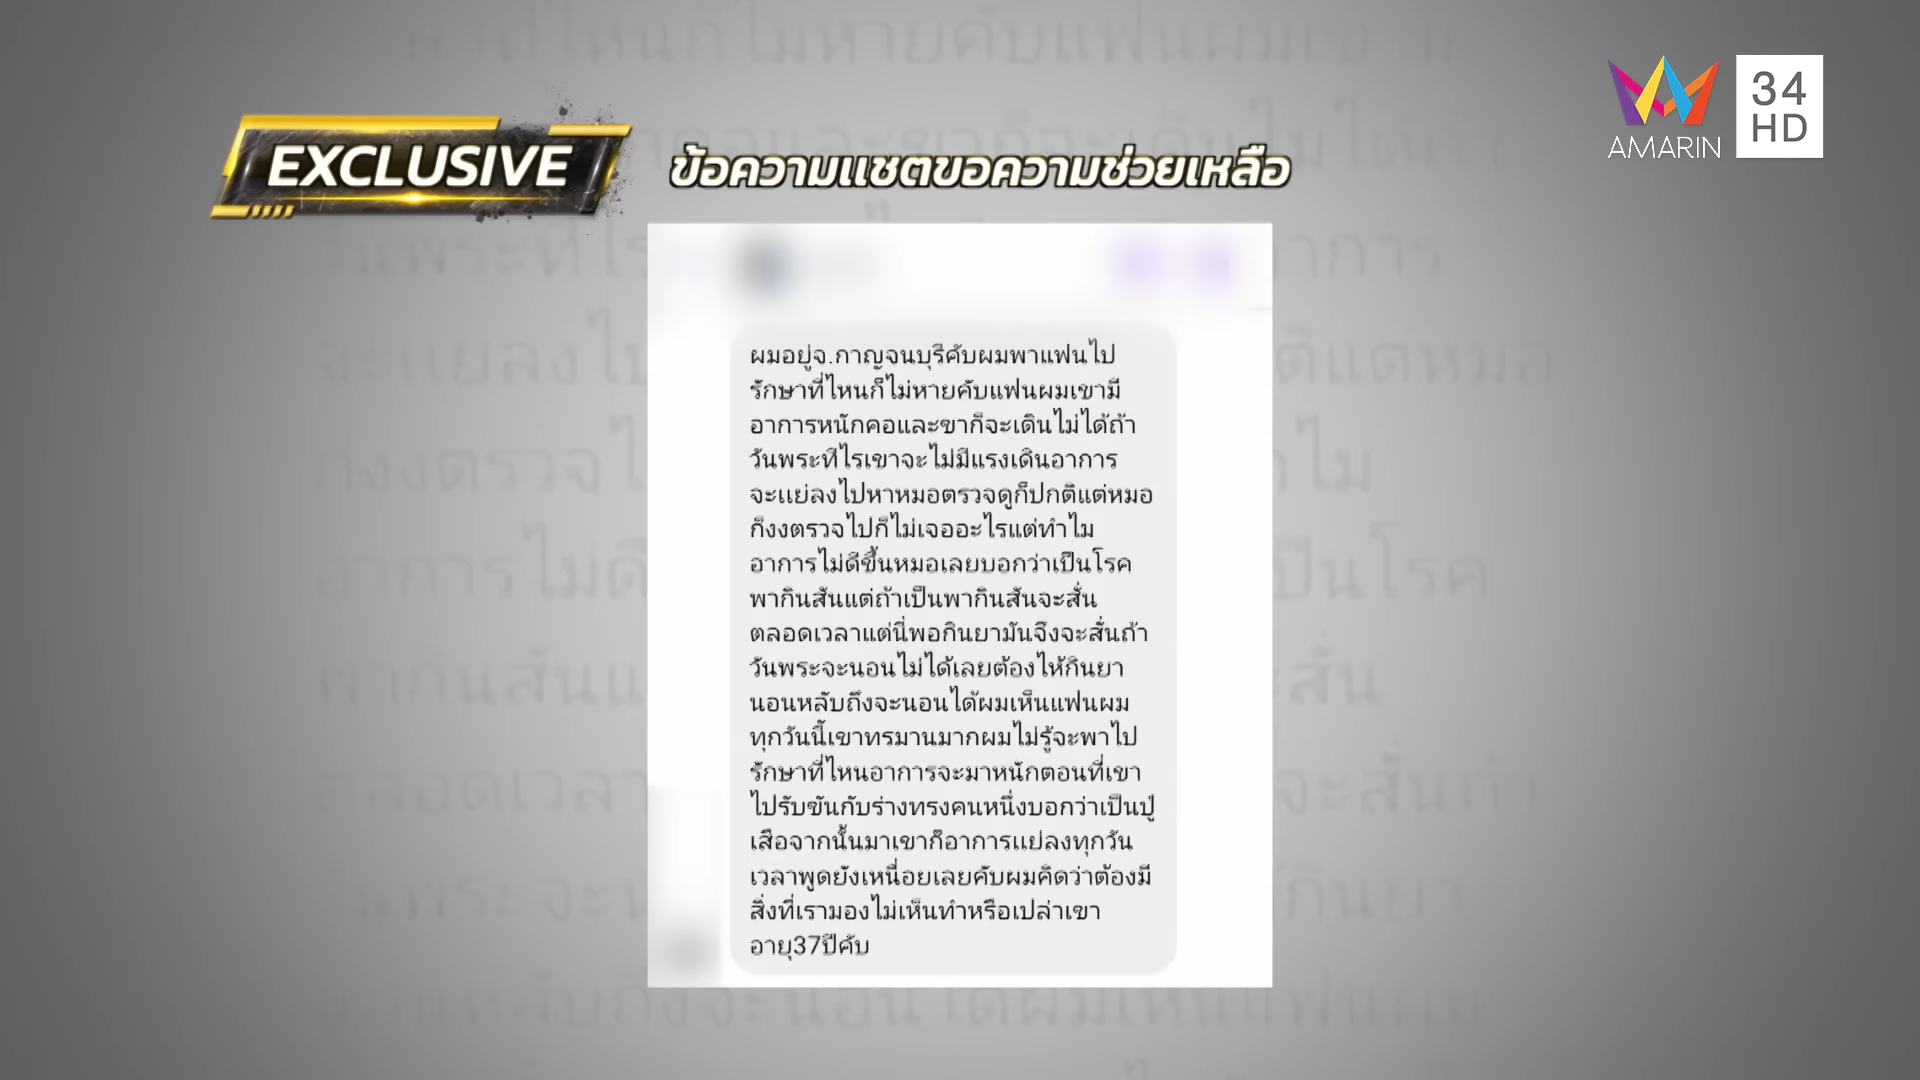 EXCLUSIVE
ข้อความแชตขอความช่วยเหลือ
AMARIN
34
HD
ผมอยู่จ.กาญจนบุรีคับผมพาแฟนไป
รักษาที่ไหนก็ไม่หายคับแฟนผมเขามี
อาการหนักคอและขาก็จะเดินไม่ได้ถ้า
วันพระทีไรเขาจะไม่มีแรงเดินอาการ
จะแย่ลงไปหาหมอตรวจดูก็ปกติแต่หมอ
ก็งงตรวจไปก็ไม่เจออะไรแต่ทำไม
อาการไม่ดีขึ้นหมอเลยบอกว่าเป็นโรค
พากินสันแต่ถ้าเป็นพากินสันจะสั่น
ตลอดเวลาแต่นี่พอกินยามันจึงจะสั่นถ้า
วันพระจะนอนไม่ได้เลยต้องไห้กินยา
นอนหลับถึงจะนอนได้ผมเห็นแฟนผม
ทุกวันนี้เขาทรมานมากผมไม่รู้จะพาไป
รักษาที่ไหนอาการจะมาหนักตอนที่เขา
ไปรับขันกับร่างทรงคนหนึ่งบอกว่าเป็นปู่
เสือจากนั้นมาเขาก็อาการแย่ลงทุกวัน
เวลาพูดยังเหนื่อยเลยคับผมคิดว่าต้องมี
สิ่งที่เรามองไม่เห็นทำหรือเปล่าเขา
อายุ37ปีคับ